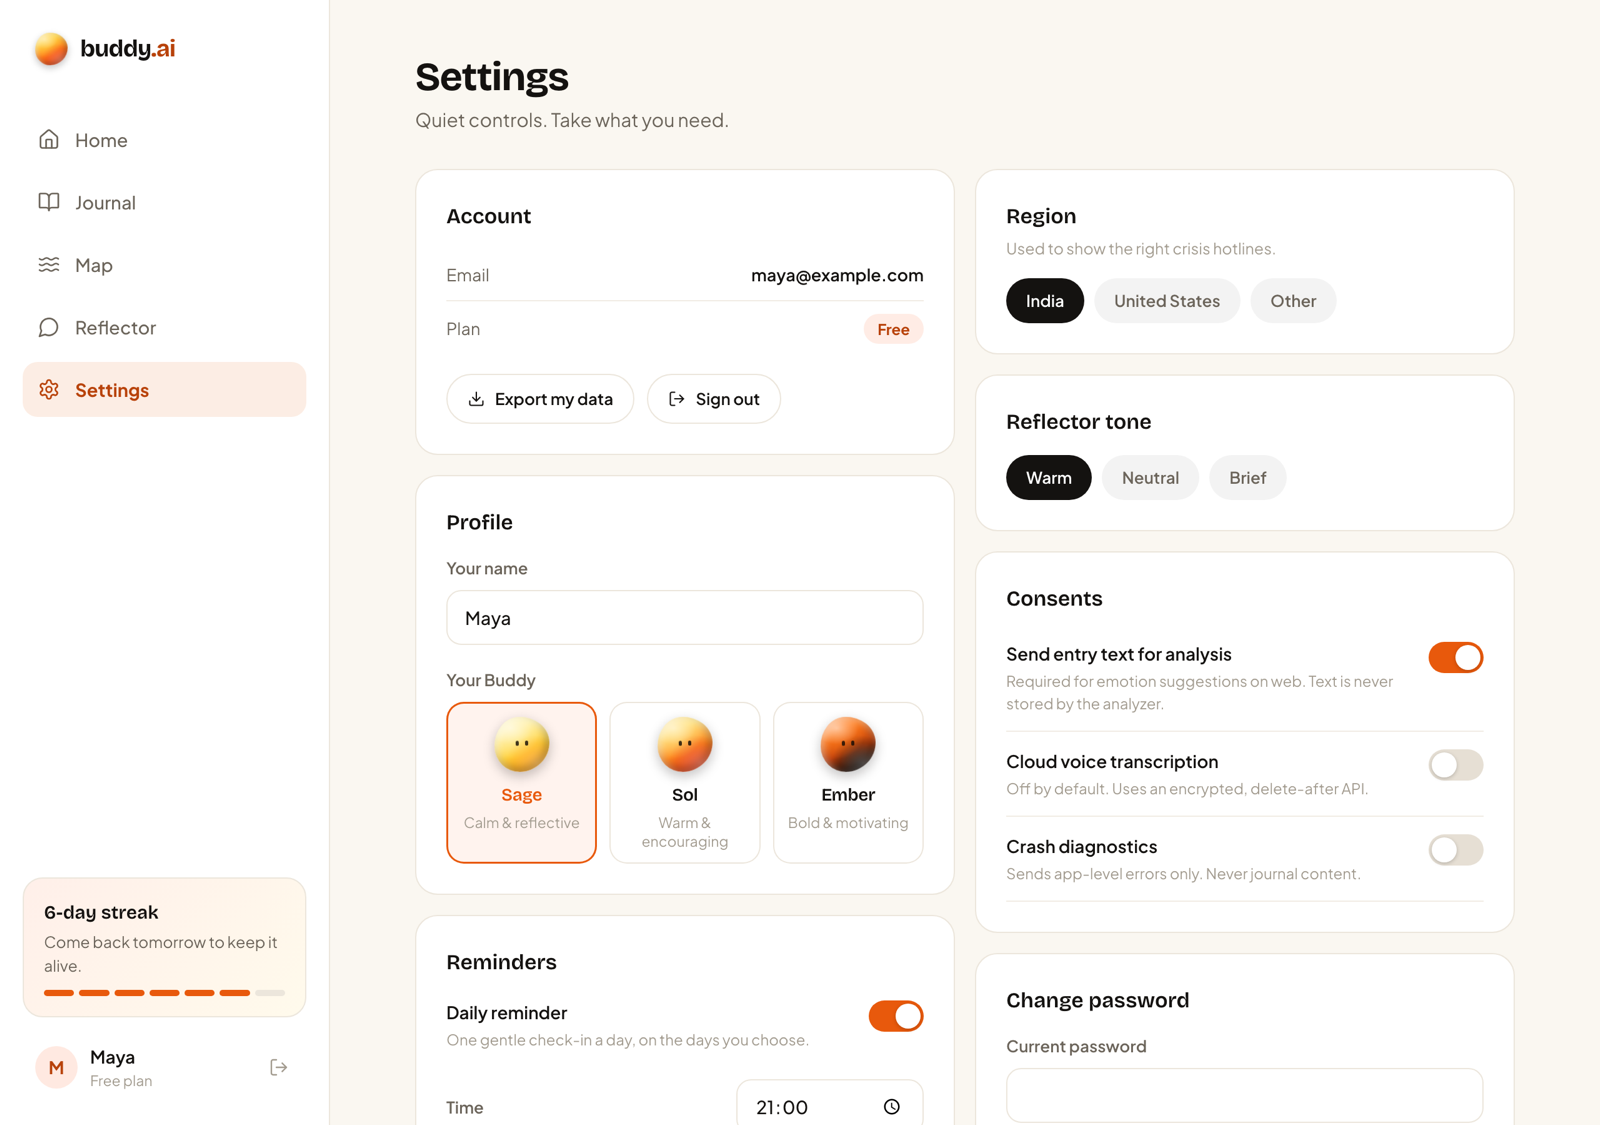 buddy.ai
Home
Journal
Map
Reflector
Settings
6-day streak
Come back tomorrow to keep it
alive.
M
Maya
Free plan
Settings
Quiet controls. Take what you need.
Account
Email
maya@example.com
Plan
Free
Export my data
Sign out
Profile
Your name
Maya
Your Buddy
Sage
Calm & reflective
Sol
Warm &
encouraging
Ember
Bold & motivating
Reminders
Daily reminder
One gentle check-in a day, on the days you choose.
Time
21:00
Region
Used to show the right crisis hotlines.
India
United States
Other
Reflector tone
Warm
Neutral
Brief
Consents
Send entry text for analysis
Required for emotion suggestions on web. Text is never
stored by the analyzer.
Cloud voice transcription
Off by default. Uses an encrypted, delete-after API.
Crash diagnostics
Sends app-level errors only. Never journal content.
Change password
Current password